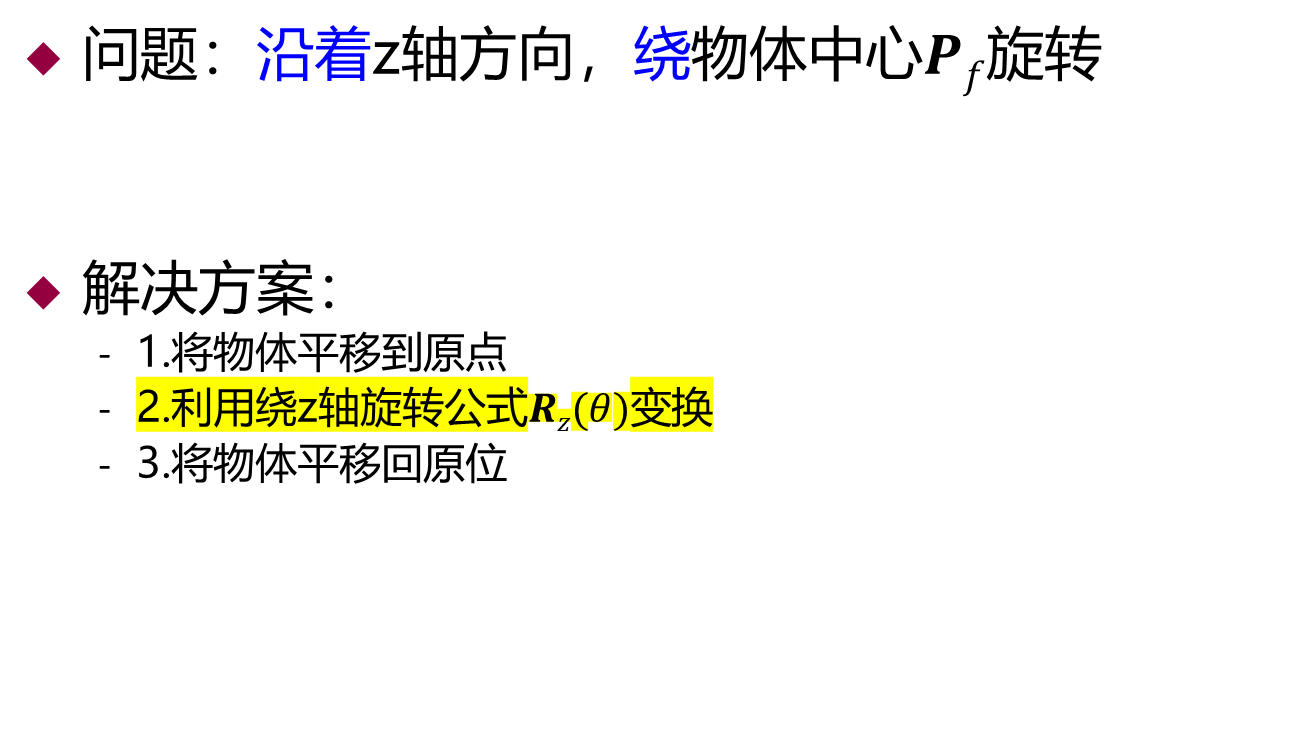 ◆ 问题：沿着z轴方向，绕物体中心𝑷𝑓旋转
◆ 解决方案：
- 1.将物体平移到原点
- 2.利用绕z轴旋转公式𝑹𝑧(𝜃)变换
- 3.将物体平移回原位